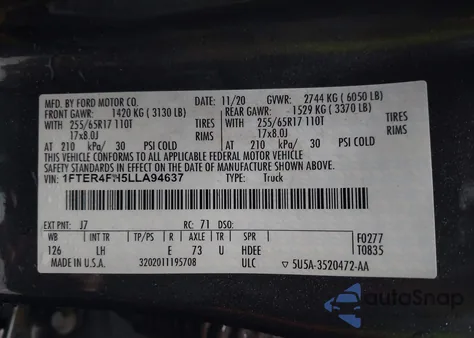 MFD. BY FORD MOTOR CO.
DATE: 11/20 GVWR: 2744 KG ( 6050 LB)
FRONT GAWR: 1420 KG ( 3130 LB) REAR GAWR: 1529 KG ( 3370 LB)
WITH 255/65R17 110T TIRES WITH 255/65R17 110T TIRES
17x8.0J RIMS 17x8.0J RIMS
AT 210 kPa/ 30 PSI COLD AT 210 kPa/ 30 PSI COLD
THIS VEHICLE CONFORMS TO ALL APPLICABLE FEDERAL MOTOR VEHICLE
SAFETY STANDARDS IN EFFECT ON THE DATE OF MANUFACTURE SHOWN ABOVE.
VIN: 1FTER4FH5LLA94637 TYPE: Truck
EXT PNT: J7 RC: 71 DSO:
WB INT TR TP/PS R AX TR SPR F0277
126 LH E 73 U HDEE T0835
MADE IN U.S.A. 3202011195708 ULC ▽ 5U5A-3520472-AA
autoSnap